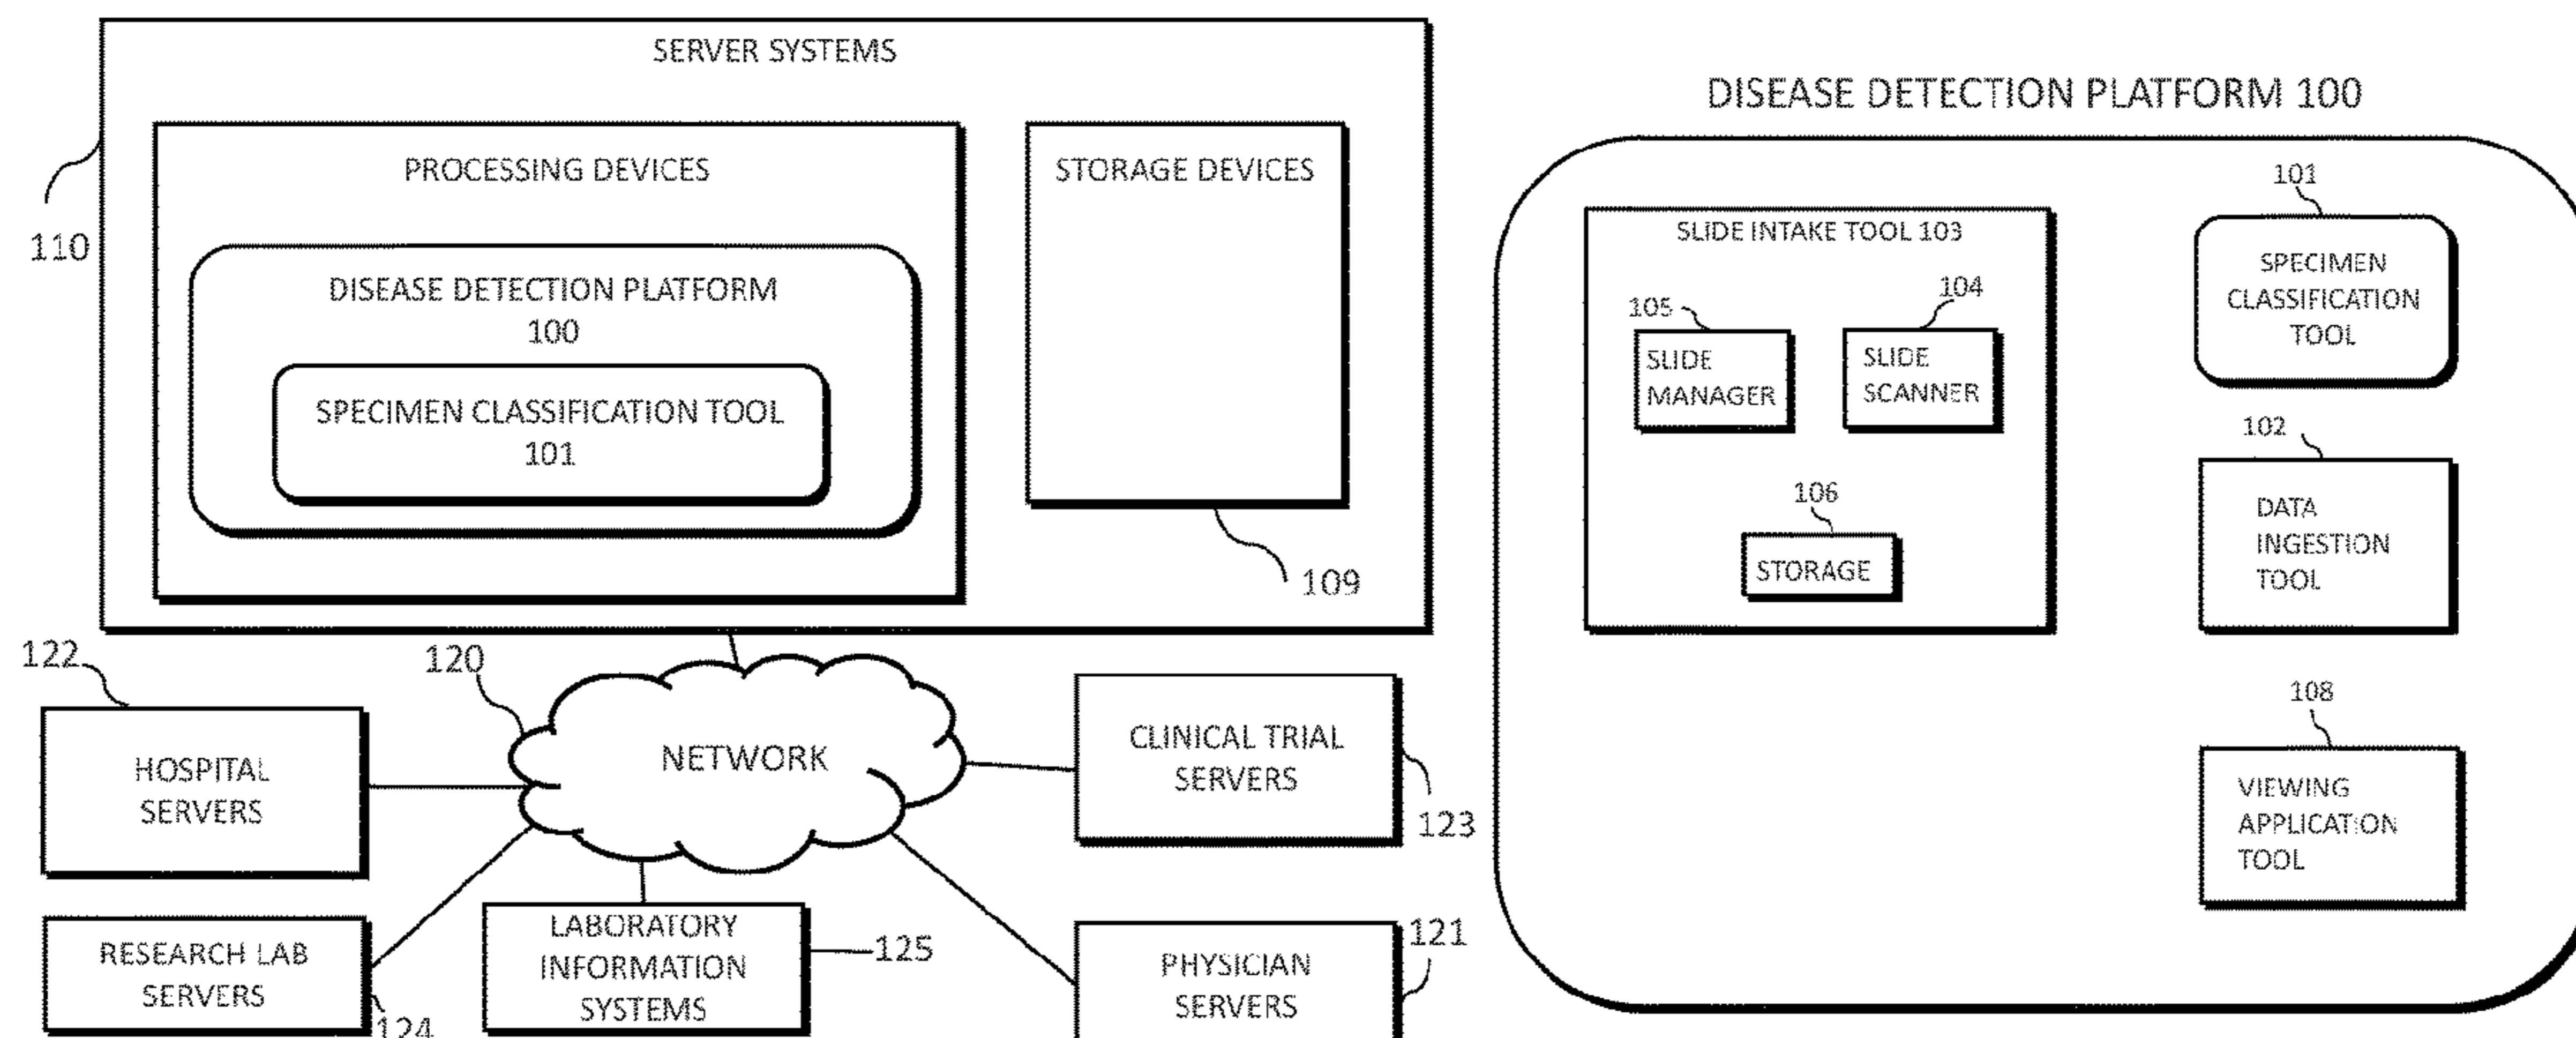 SERVER SYSTEMS
PROCESSING DEVICES
STORAGE DEVICES
DISEASE DETECTION PLATFORM
100
SPECIMEN CLASSIFICATION TOOL
101
110
109
122
120
HOSPITAL
SERVERS
NETWORK
CLINICAL TRIAL
SERVERS
123
RESEARCH LAB
SERVERS
124
LABORATORY
INFORMATION
SYSTEMS
125
PHYSICIAN
SERVERS
121
DISEASE DETECTION PLATFORM 100
SLIDE INTAKE TOOL 103
105
SLIDE
MANAGER
104
SLIDE
SCANNER
106
STORAGE
101
SPECIMEN
CLASSIFICATION
TOOL
102
DATA
INGESTION
TOOL
108
VIEWING
APPLICATION
TOOL